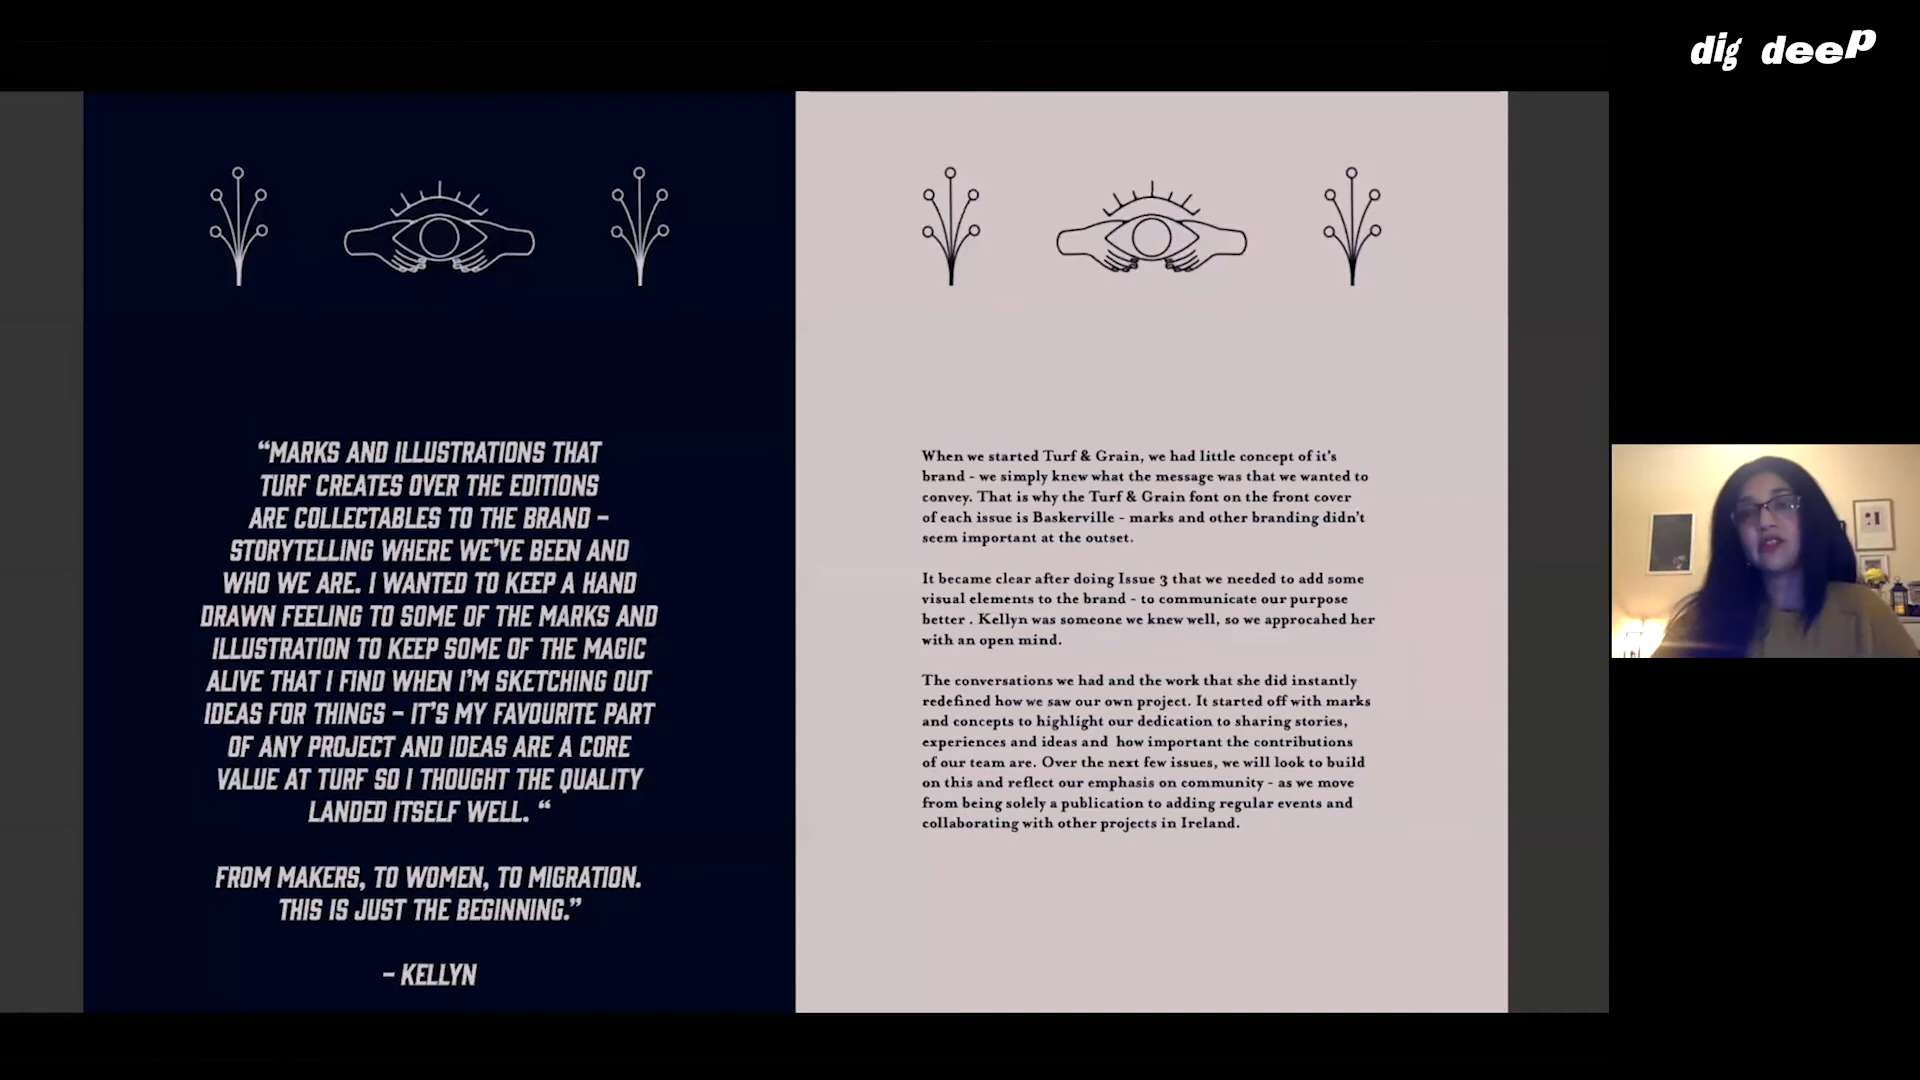 dig deep
“MARKS AND ILLUSTRATIONS THAT
TURF CREATES OVER THE EDITIONS
ARE COLLECTABLES TO THE BRAND –
STORYTELLING WHERE WE’VE BEEN AND
WHO WE ARE. I WANTED TO KEEP A HAND
DRAWN FEELING TO SOME OF THE MARKS AND
ILLUSTRATION TO KEEP SOME OF THE MAGIC
ALIVE THAT I FIND WHEN I’M SKETCHING OUT
IDEAS FOR THINGS – IT’S MY FAVOURITE PART
OF ANY PROJECT AND IDEAS ARE A CORE
VALUE AT TURF SO I THOUGHT THE QUALITY
LANDED ITSELF WELL. “
FROM MAKERS, TO WOMEN, TO MIGRATION.
THIS IS JUST THE BEGINNING.”
– KELLYN
When we started Turf & Grain, we had little concept of it’s
brand - we simply knew what the message was that we wanted to
convey. That is why the Turf & Grain font on the front cover
of each issue is Baskerville - marks and other branding didn’t
seem important at the outset.
It became clear after doing Issue 3 that we needed to add some
visual elements to the brand - to communicate our purpose
better . Kellyn was someone we knew well, so we approcahed her
with an open mind.
The conversations we had and the work that she did instantly
redefined how we saw our own project. It started off with marks
and concepts to highlight our dedication to sharing stories,
experiences and ideas and  how important the contributions
of our team are. Over the next few issues, we will look to build
on this and reflect our emphasis on community - as we move
from being solely a publication to adding regular events and
collaborating with other projects in Ireland.